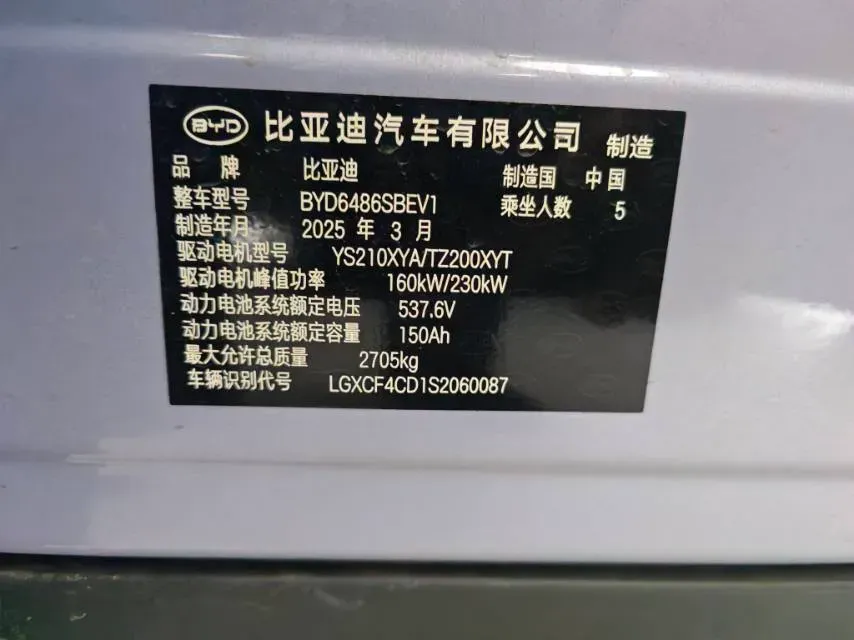 BYD 比亚迪汽车有限公司 制造
品牌 比亚迪 制造国 中国
整车型号 BYD6486SBEV1 乘坐人数 5
制造年月 2025 年 3 月
驱动电机型号 YS210XYA/TZ200XYT
驱动电机峰值功率 160kW/230kW
动力电池系统额定电压 537.6V
动力电池系统额定容量 150Ah
最大允许总质量 2705kg
车辆识别代号 LGXCF4CD1S2060087